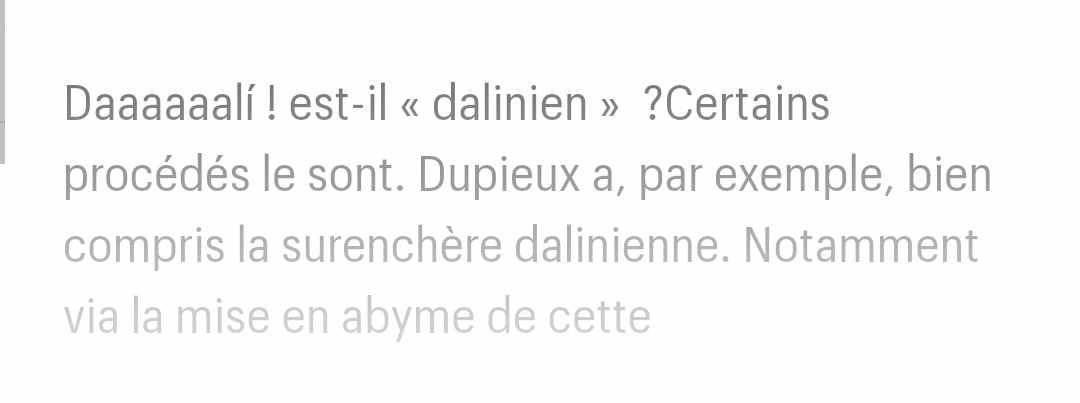 Daaaaaalí ! est-il « dalinien »  ?Certains
procédés le sont. Dupieux a, par exemple, bien
compris la surenchère dalinienne. Notamment
via la mise en abyme de cette